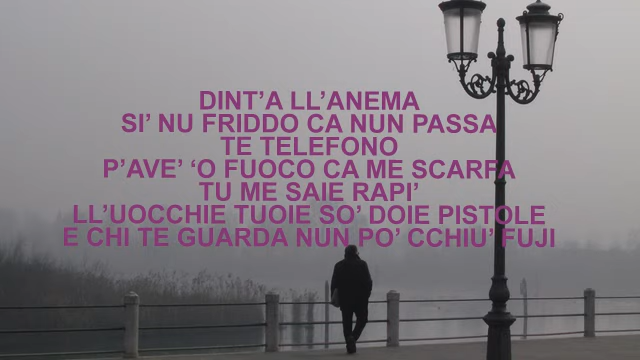 DINT’A LL’ANEMA
SI’ NU FRIDDO CA NUN PASSA
TE TELEFONO
P’AVE’ ‘O FUOCO CA ME SCARFA
TU ME SAIE RAPI’
LL’UOCCHIE TUOIE SO’ DOIE PISTOLE
E CHI TE GUARDA NUN PO’ CCHIU’ FUJI